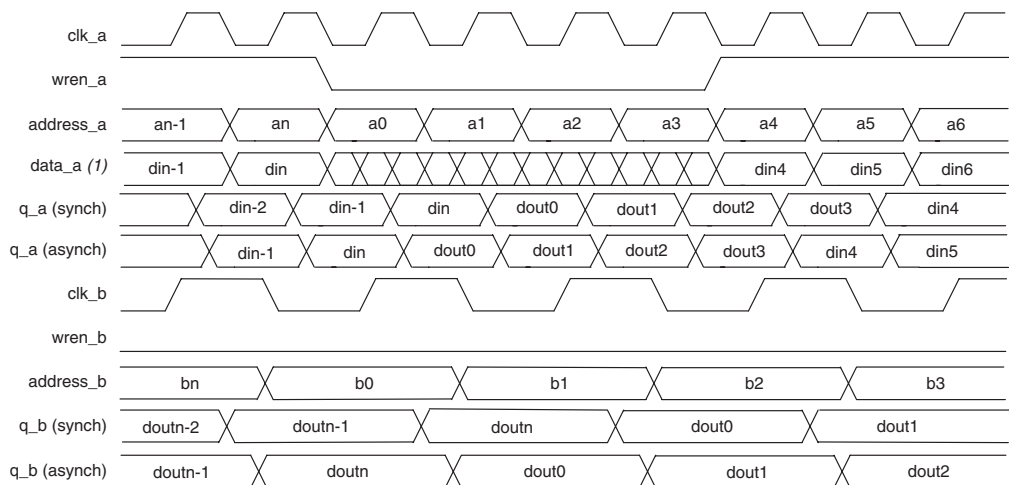 clk_a
wren_a
address_a an-1 an a0 a1 a2 a3 a4 a5 a6
data_a (1) din-1 din din4 din5 din6
q_a (synch) din-2 din-1 din dout0 dout1 dout2 dout3 din4
q_a (asynch) din-1 din dout0 dout1 dout2 dout3 din4 din5
clk_b
wren_b
address_b bn b0 b1 b2 b3
q_b (synch) doutn-2 doutn-1 doutn dout0 dout1
q_b (asynch) doutn-1 doutn dout0 dout1 dout2